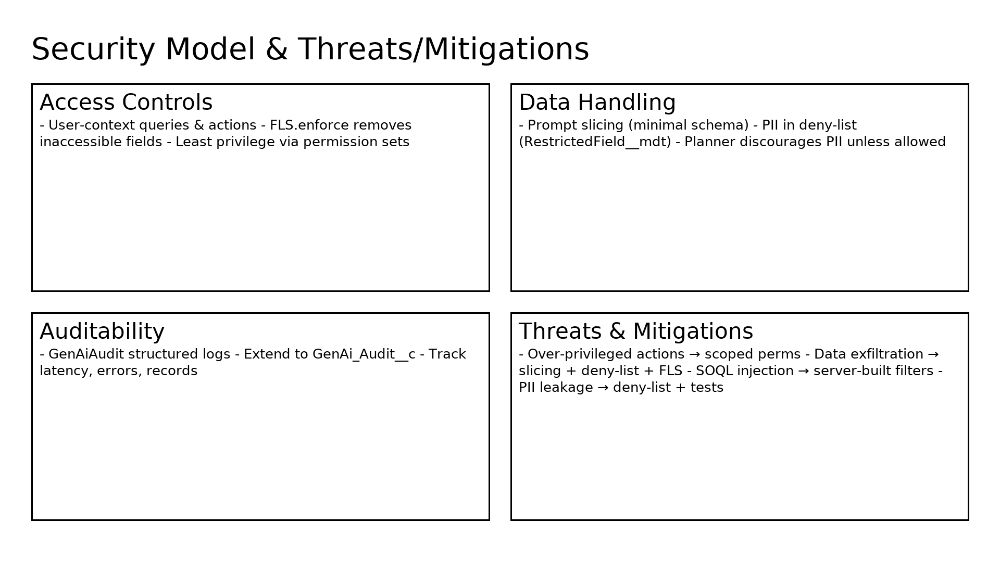 Security Model & Threats/Mitigations
Access Controls
- User-context queries & actions - FLS.enforce removes
inaccessible fields - Least privilege via permission sets
Data Handling
- Prompt slicing (minimal schema) - PII in deny-list
(RestrictedField__mdt) - Planner discourages PII unless allowed
Auditability
- GenAiAudit structured logs - Extend to GenAi_Audit__c - Track
latency, errors, records
Threats & Mitigations
- Over-privileged actions → scoped perms - Data exfiltration →
slicing + deny-list + FLS - SOQL injection → server-built filters -
PII leakage → deny-list + tests